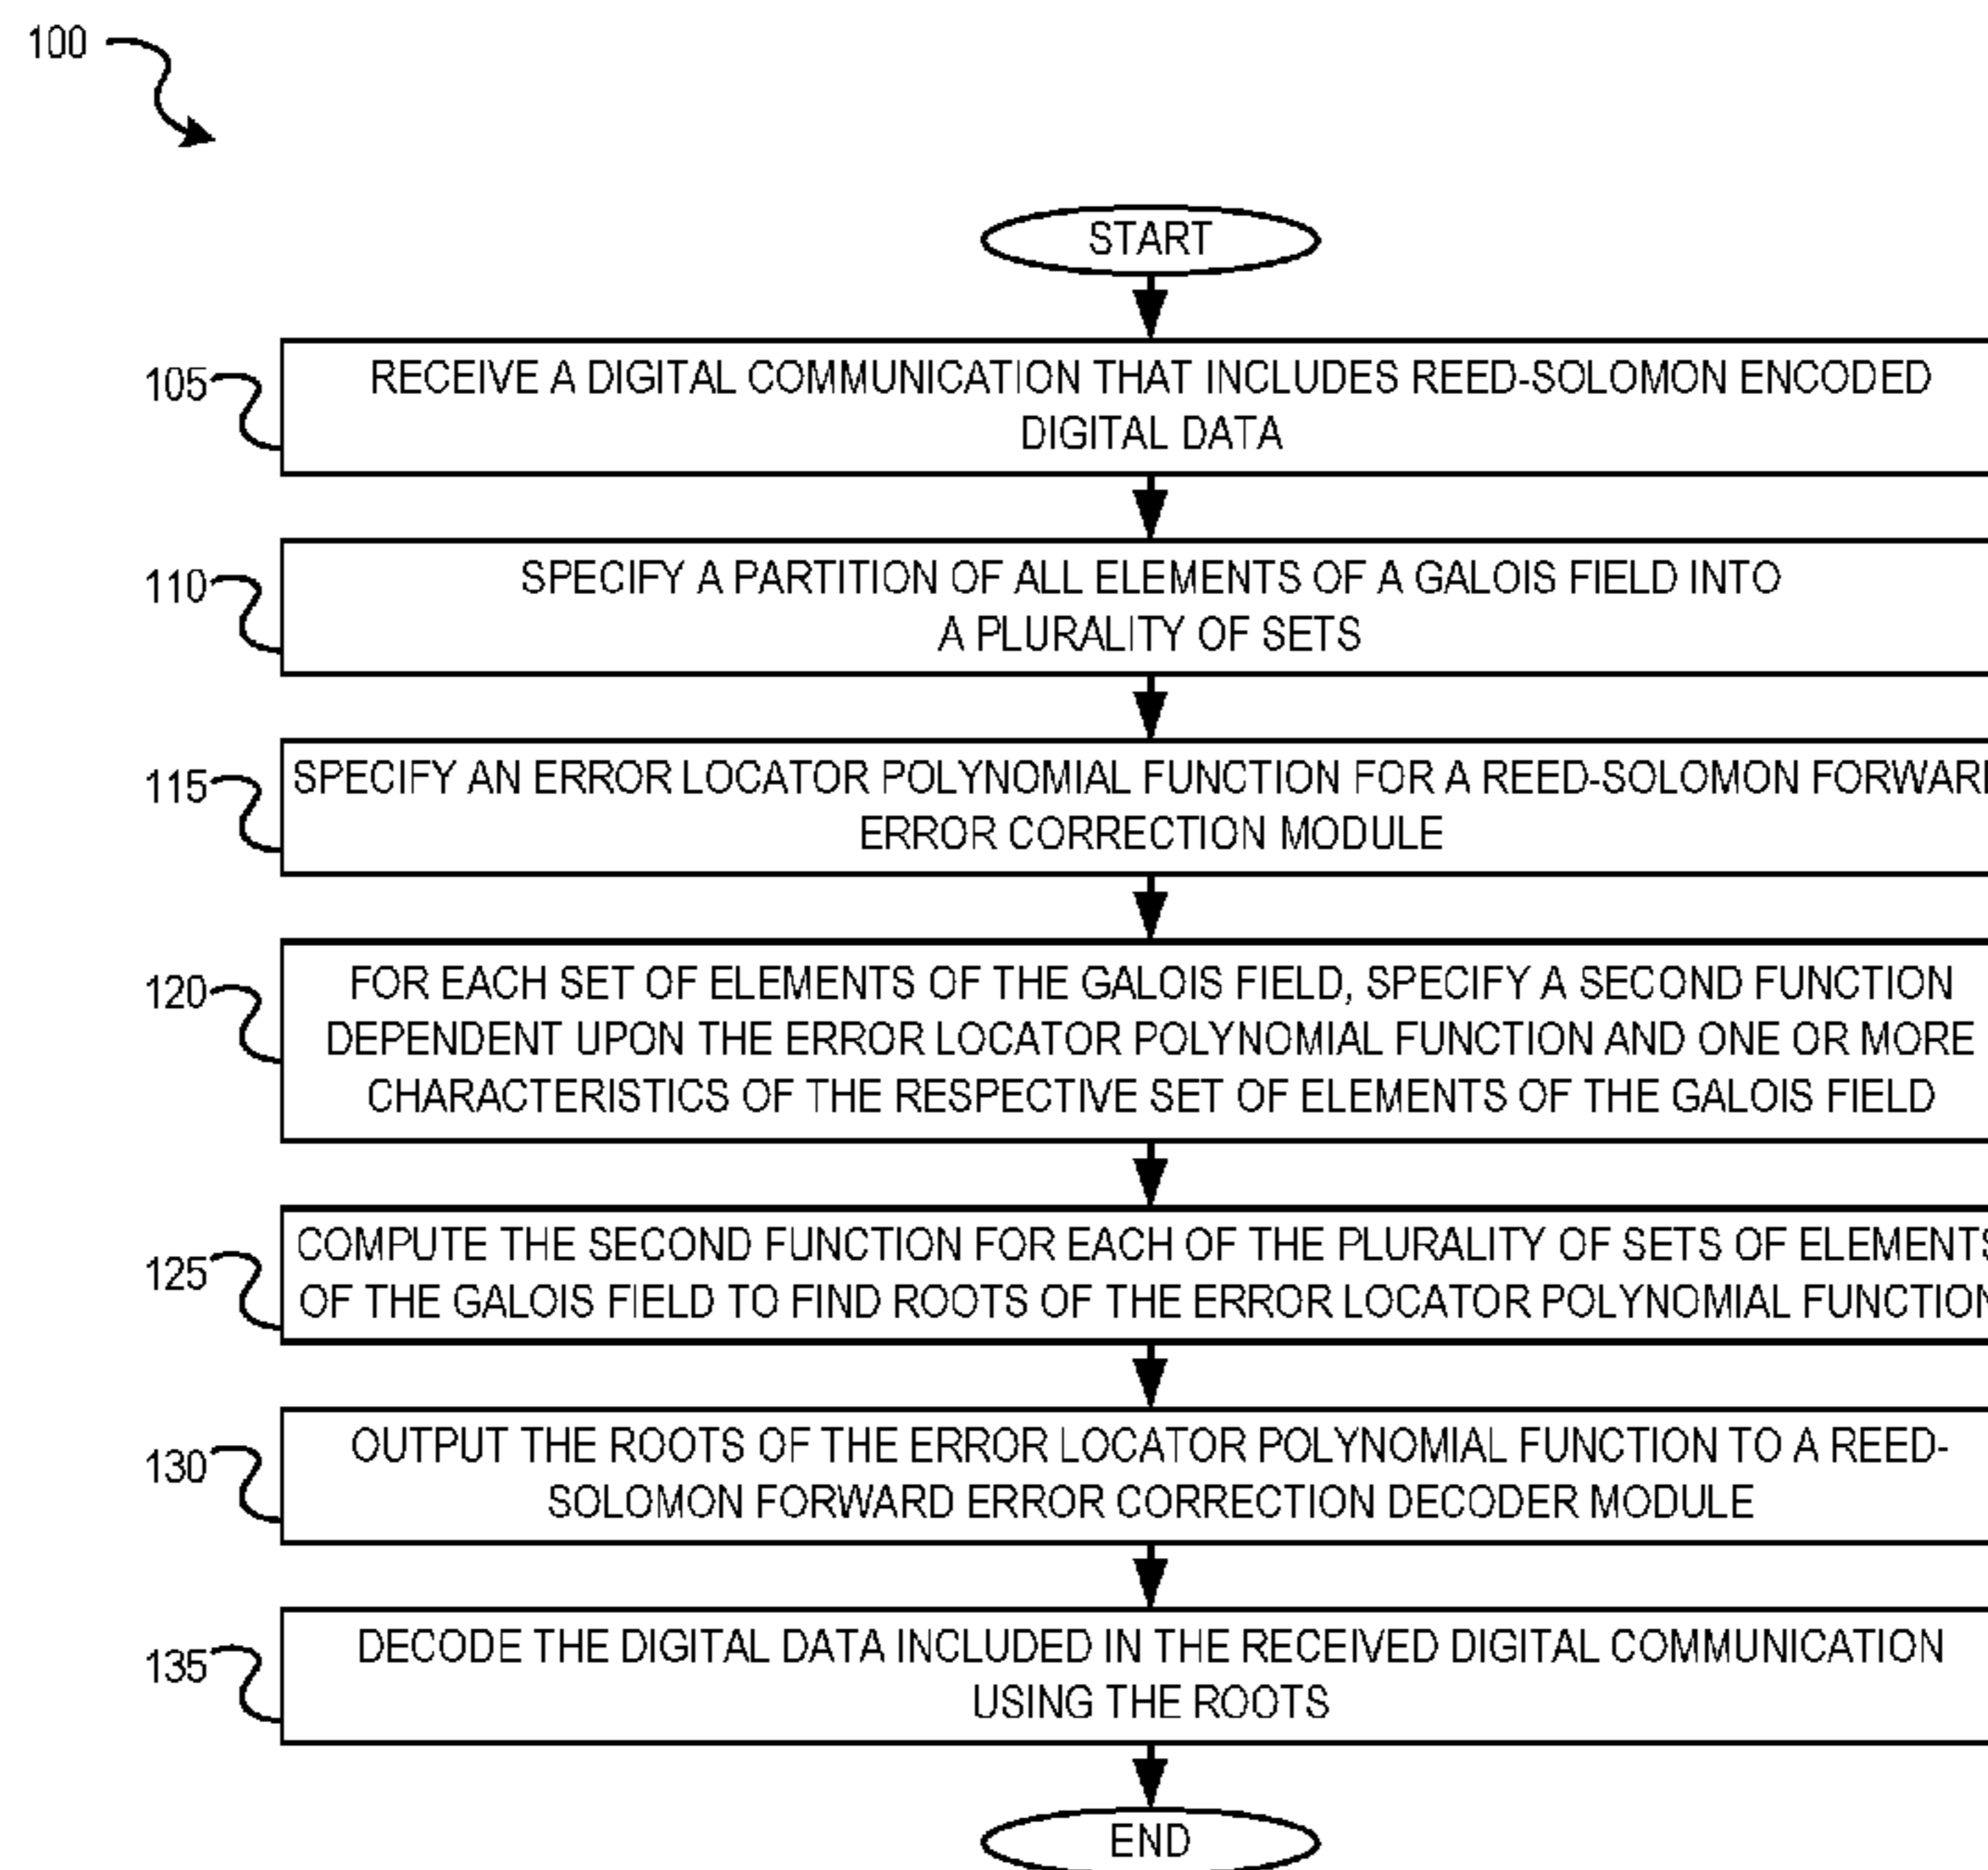 100
START
105
RECEIVE A DIGITAL COMMUNICATION THAT INCLUDES REED-SOLOMON ENCODED
DIGITAL DATA
110
SPECIFY A PARTITION OF ALL ELEMENTS OF A GALOIS FIELD INTO
A PLURALITY OF SETS
115
SPECIFY AN ERROR LOCATOR POLYNOMIAL FUNCTION FOR A REED-SOLOMON FORWARD
ERROR CORRECTION MODULE
120
FOR EACH SET OF ELEMENTS OF THE GALOIS FIELD, SPECIFY A SECOND FUNCTION
DEPENDENT UPON THE ERROR LOCATOR POLYNOMIAL FUNCTION AND ONE OR MORE
CHARACTERISTICS OF THE RESPECTIVE SET OF ELEMENTS OF THE GALOIS FIELD
125
COMPUTE THE SECOND FUNCTION FOR EACH OF THE PLURALITY OF SETS OF ELEMENTS
OF THE GALOIS FIELD TO FIND ROOTS OF THE ERROR LOCATOR POLYNOMIAL FUNCTION
130
OUTPUT THE ROOTS OF THE ERROR LOCATOR POLYNOMIAL FUNCTION TO A REED-
SOLOMON FORWARD ERROR CORRECTION DECODER MODULE
135
DECODE THE DIGITAL DATA INCLUDED IN THE RECEIVED DIGITAL COMMUNICATION
USING THE ROOTS
END